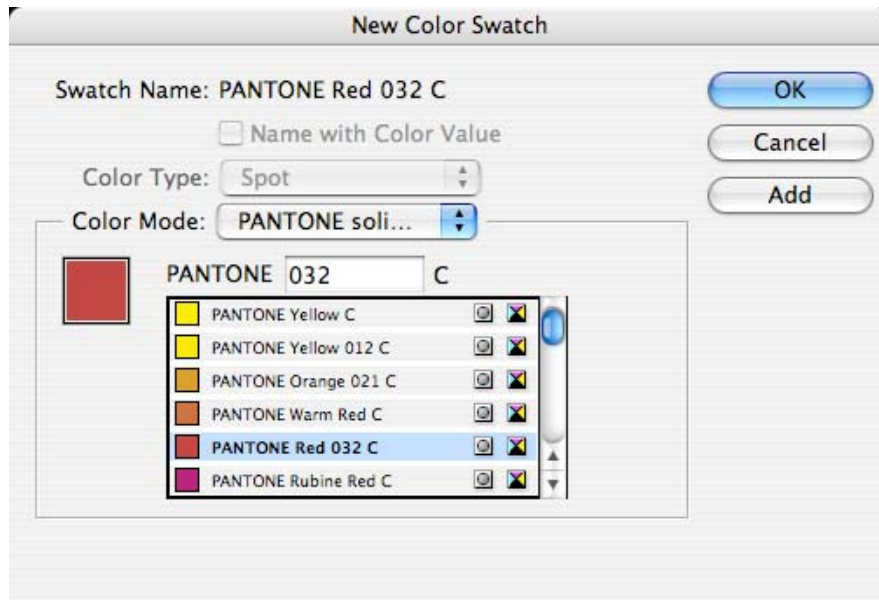 New Color Swatch
Swatch Name: PANTONE Red 032 C
OK
Name with Color Value
Cancel
Color Type: Spot
Add
Color Mode: PANTONE soli...
PANTONE 032 C
PANTONE Yellow C
PANTONE Yellow 012 C
PANTONE Orange 021 C
PANTONE Warm Red C
PANTONE Red 032 C
PANTONE Rubine Red C